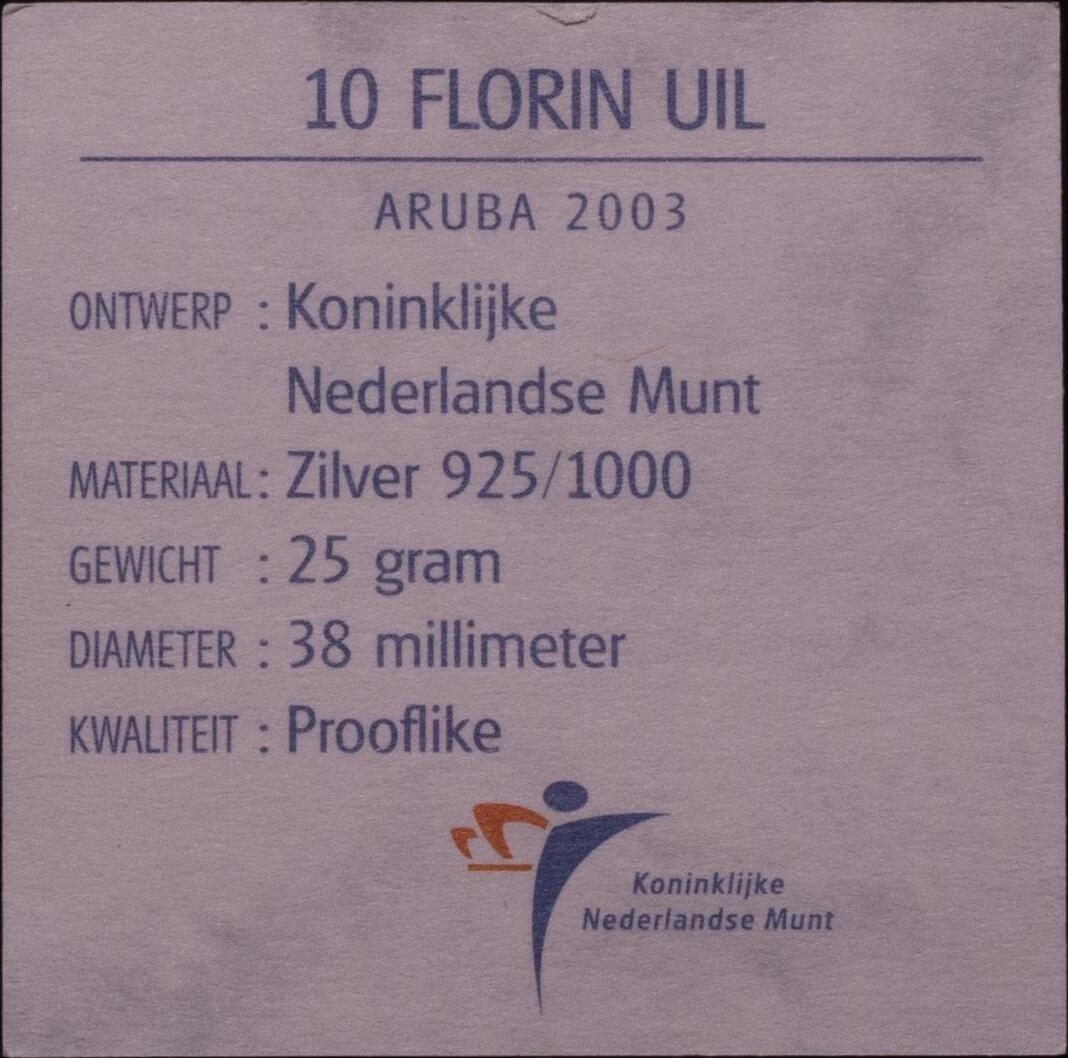 10 FLORIN UIL
ARUBA 2003
ONTWERP : Koninklijke
Nederlandse Munt
MATERIAAL : Zilver 925/1000
GEWICHT : 25 gram
DIAMETER : 38 millimeter
KWALITEIT : Prooflike
Koninklijke
Nederlandse Munt